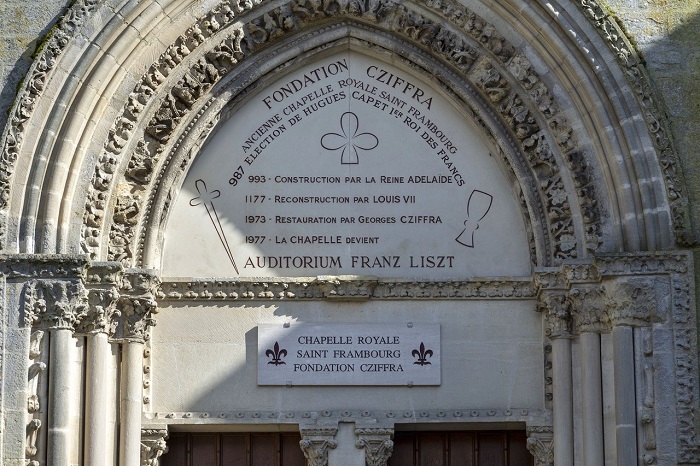 FONDATION CZIFFRA
ANCIENNE CHAPELLE ROYALE SAINT FRAMBOURG
987 ELECTION DE HUGUES CAPET 1ER ROI DES FRANCS
993 - CONSTRUCTION PAR LA REINE ADELAIDE
1177 - RECONSTRUCTION PAR LOUIS VII
1973 - RESTAURATION PAR GEORGES CZIFFRA
1977 - LA CHAPELLE DEVIENT
AUDITORIUM FRANZ LISZT
CHAPELLE ROYALE
SAINT FRAMBOURG
FONDATION CZIFFRA